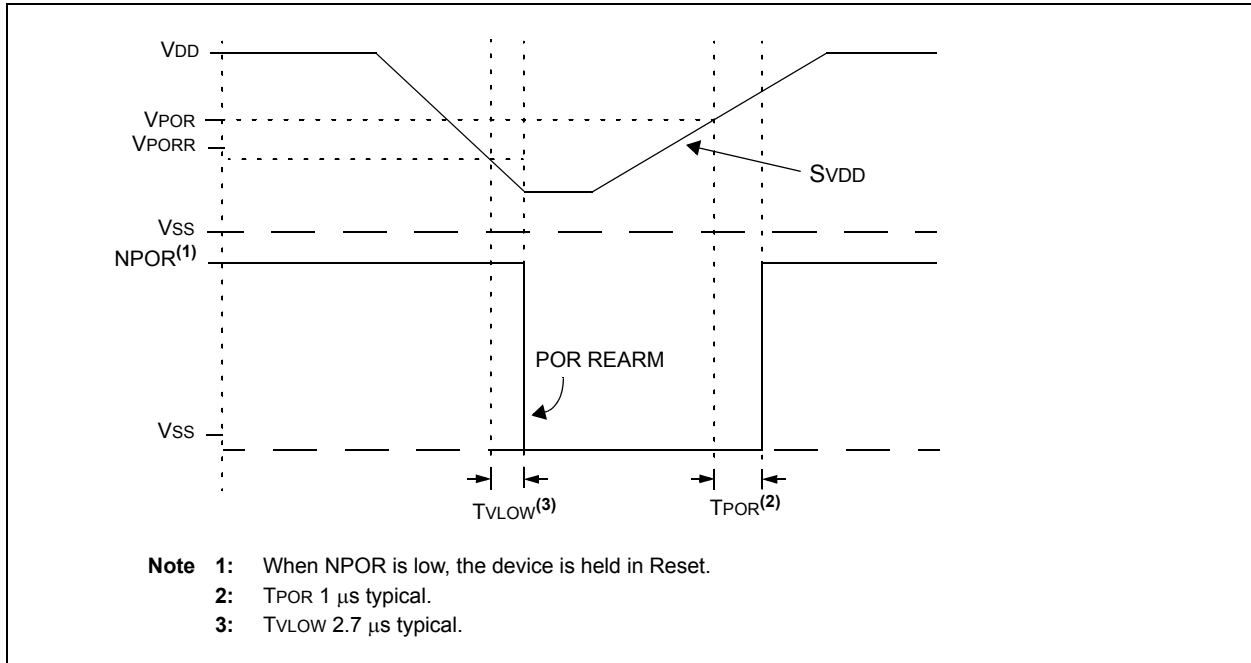 VDD
VPOR
VPORR
SVDD
VSS
NPOR(1)
POR REARM
VSS
TVLOW(3)
TPOR(2)
Note 1: When NPOR is low, the device is held in Reset.
2: TPOR 1 μs typical.
3: TVLOW 2.7 μs typical.